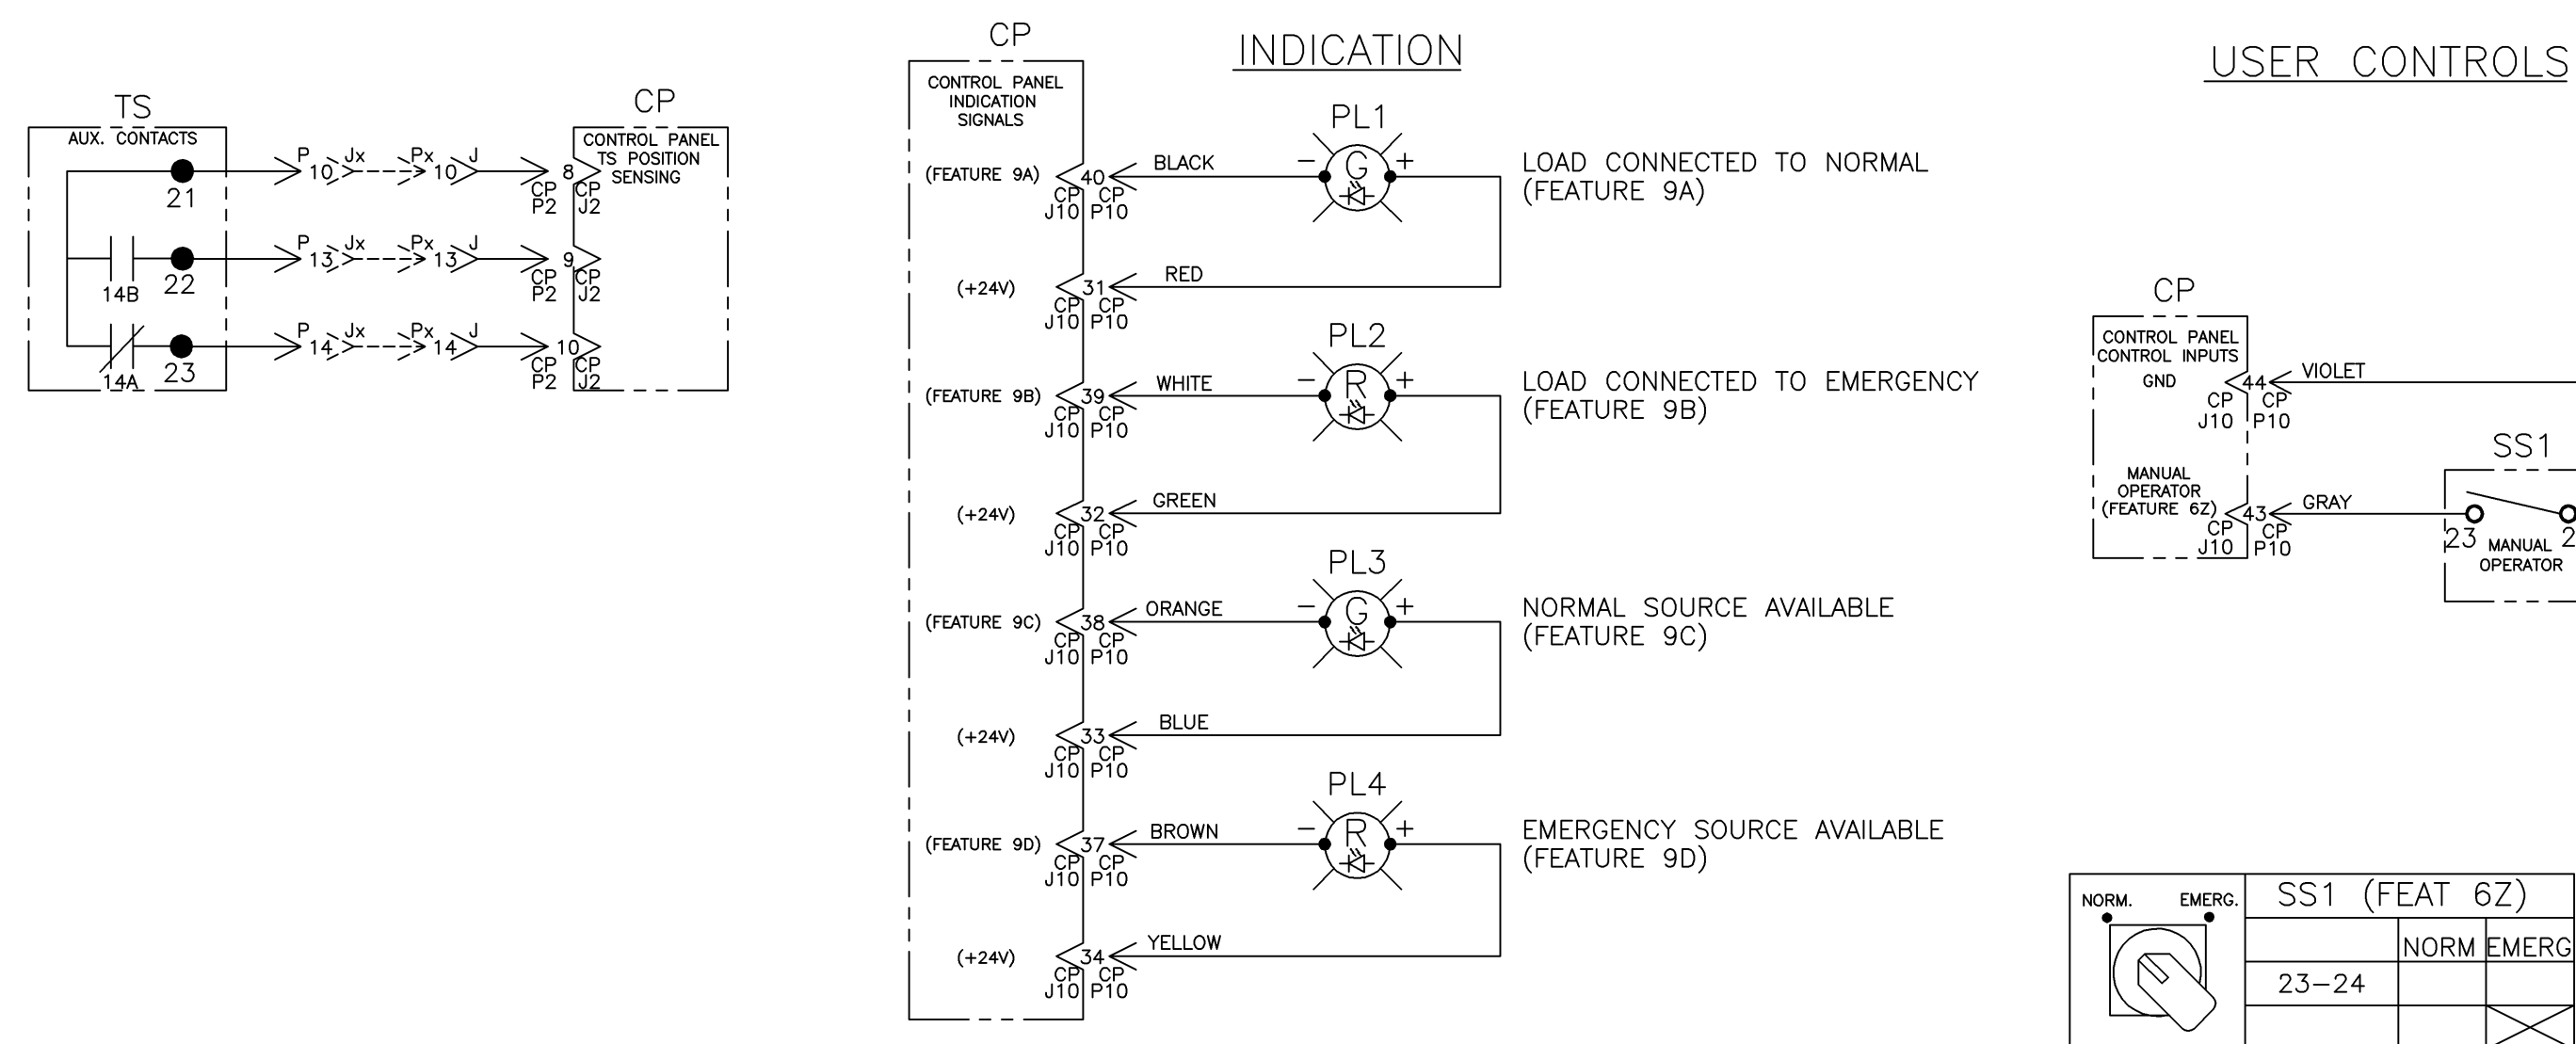 TS
AUX. CONTACTS
21
22
14B
23
14A
P 10 Jx Px 10 J
P 13 Jx Px 13 J
P 14 Jx Px 14 J
CP
CONTROL PANEL
TS POSITION
SENSING
8
CP CP
P2 J2
9
CP CP
P2 J2
10
CP CP
P2 J2
CP
CONTROL PANEL
INDICATION
SIGNALS
INDICATION
PL1
(FEATURE 9A) 40 BLACK − G +
CP CP
J10 P10
LOAD CONNECTED TO NORMAL
(FEATURE 9A)
(+24V) 31 RED
CP CP
J10 P10
PL2
(FEATURE 9B) 39 WHITE − R +
CP CP
J10 P10
LOAD CONNECTED TO EMERGENCY
(FEATURE 9B)
(+24V) 32 GREEN
CP CP
J10 P10
PL3
(FEATURE 9C) 38 ORANGE − G +
CP CP
J10 P10
NORMAL SOURCE AVAILABLE
(FEATURE 9C)
(+24V) 33 BLUE
CP CP
J10 P10
PL4
(FEATURE 9D) 37 BROWN − R +
CP CP
J10 P10
EMERGENCY SOURCE AVAILABLE
(FEATURE 9D)
(+24V) 34 YELLOW
CP CP
J10 P10
USER CONTROLS
CP
CONTROL PANEL
CONTROL INPUTS
GND 44 VIOLET
CP CP
J10 P10
MANUAL
OPERATOR
(FEATURE 6Z) 43 GRAY
CP CP
J10 P10
SS1
23 MANUAL 2
OPERATOR
NORM. EMERG.
SS1 (FEAT 6Z)
NORM EMERG
23−24